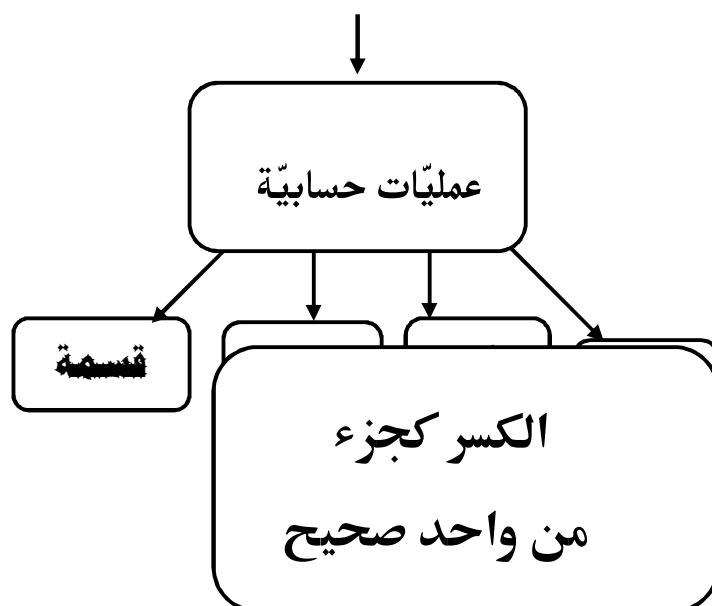 عمليّات حسابيّة
قسمة
الكسر كجزء
من واحد صحيح